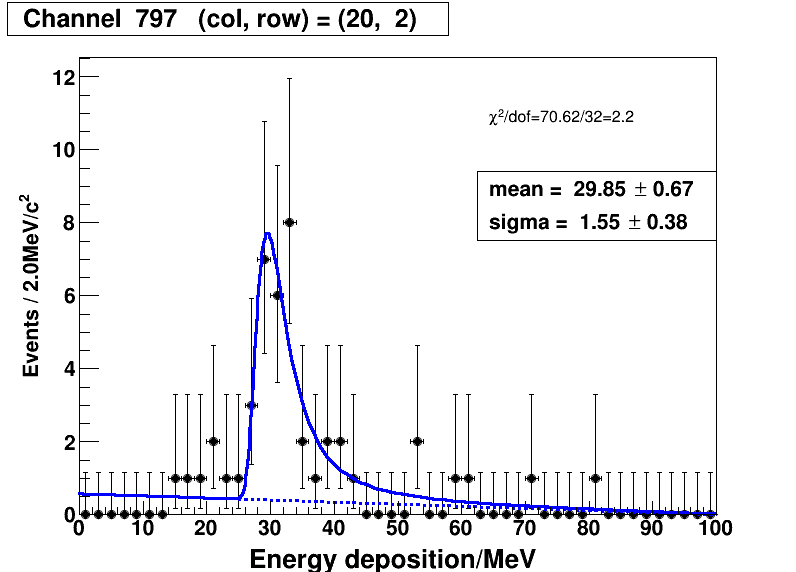 Channel 797 (col, row) = (20, 2)
χ²/dof=70.62/32=2.2
mean = 29.85 ± 0.67
sigma = 1.55 ± 0.38
Events / 2.0MeV/c²
12
10
8
6
4
2
0
0 10 20 30 40 50 60 70 80 90 100
Energy deposition/MeV